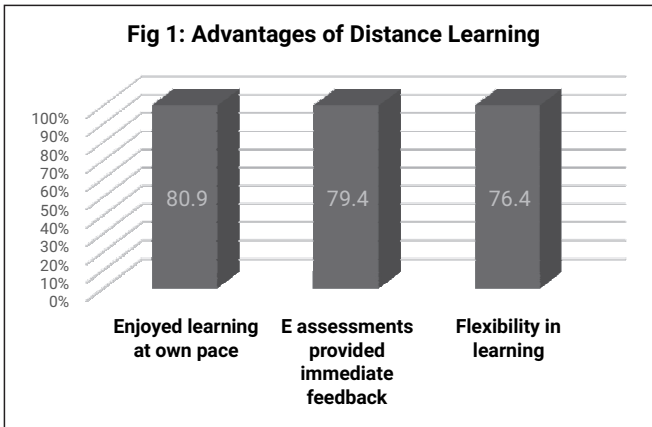 Fig 1: Advantages of Distance Learning
100%
90%
80%
70%
60%
50%
40%
30%
20%
10%
0%
80.9
79.4
76.4
Enjoyed learning
at own pace
E assessments
provided
immediate
feedback
Flexibility in
learning